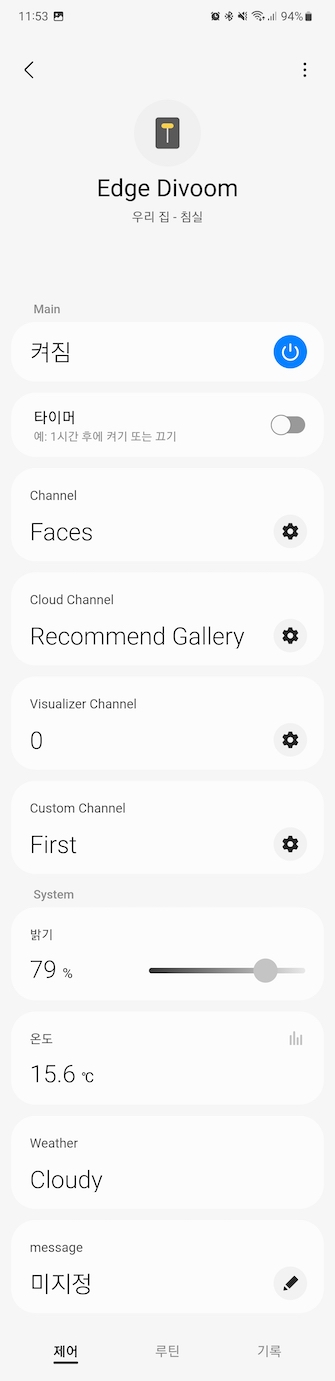 11:53
94%
Edge Divoom
우리 집 - 침실
Main
켜짐
타이머
예: 1시간 후에 켜기 또는 끄기
Channel
Faces
Cloud Channel
Recommend Gallery
Visualizer Channel
0
Custom Channel
First
System
밝기
79 %
온도
15.6 ℃
Weather
Cloudy
message
미지정
제어 루틴 기록